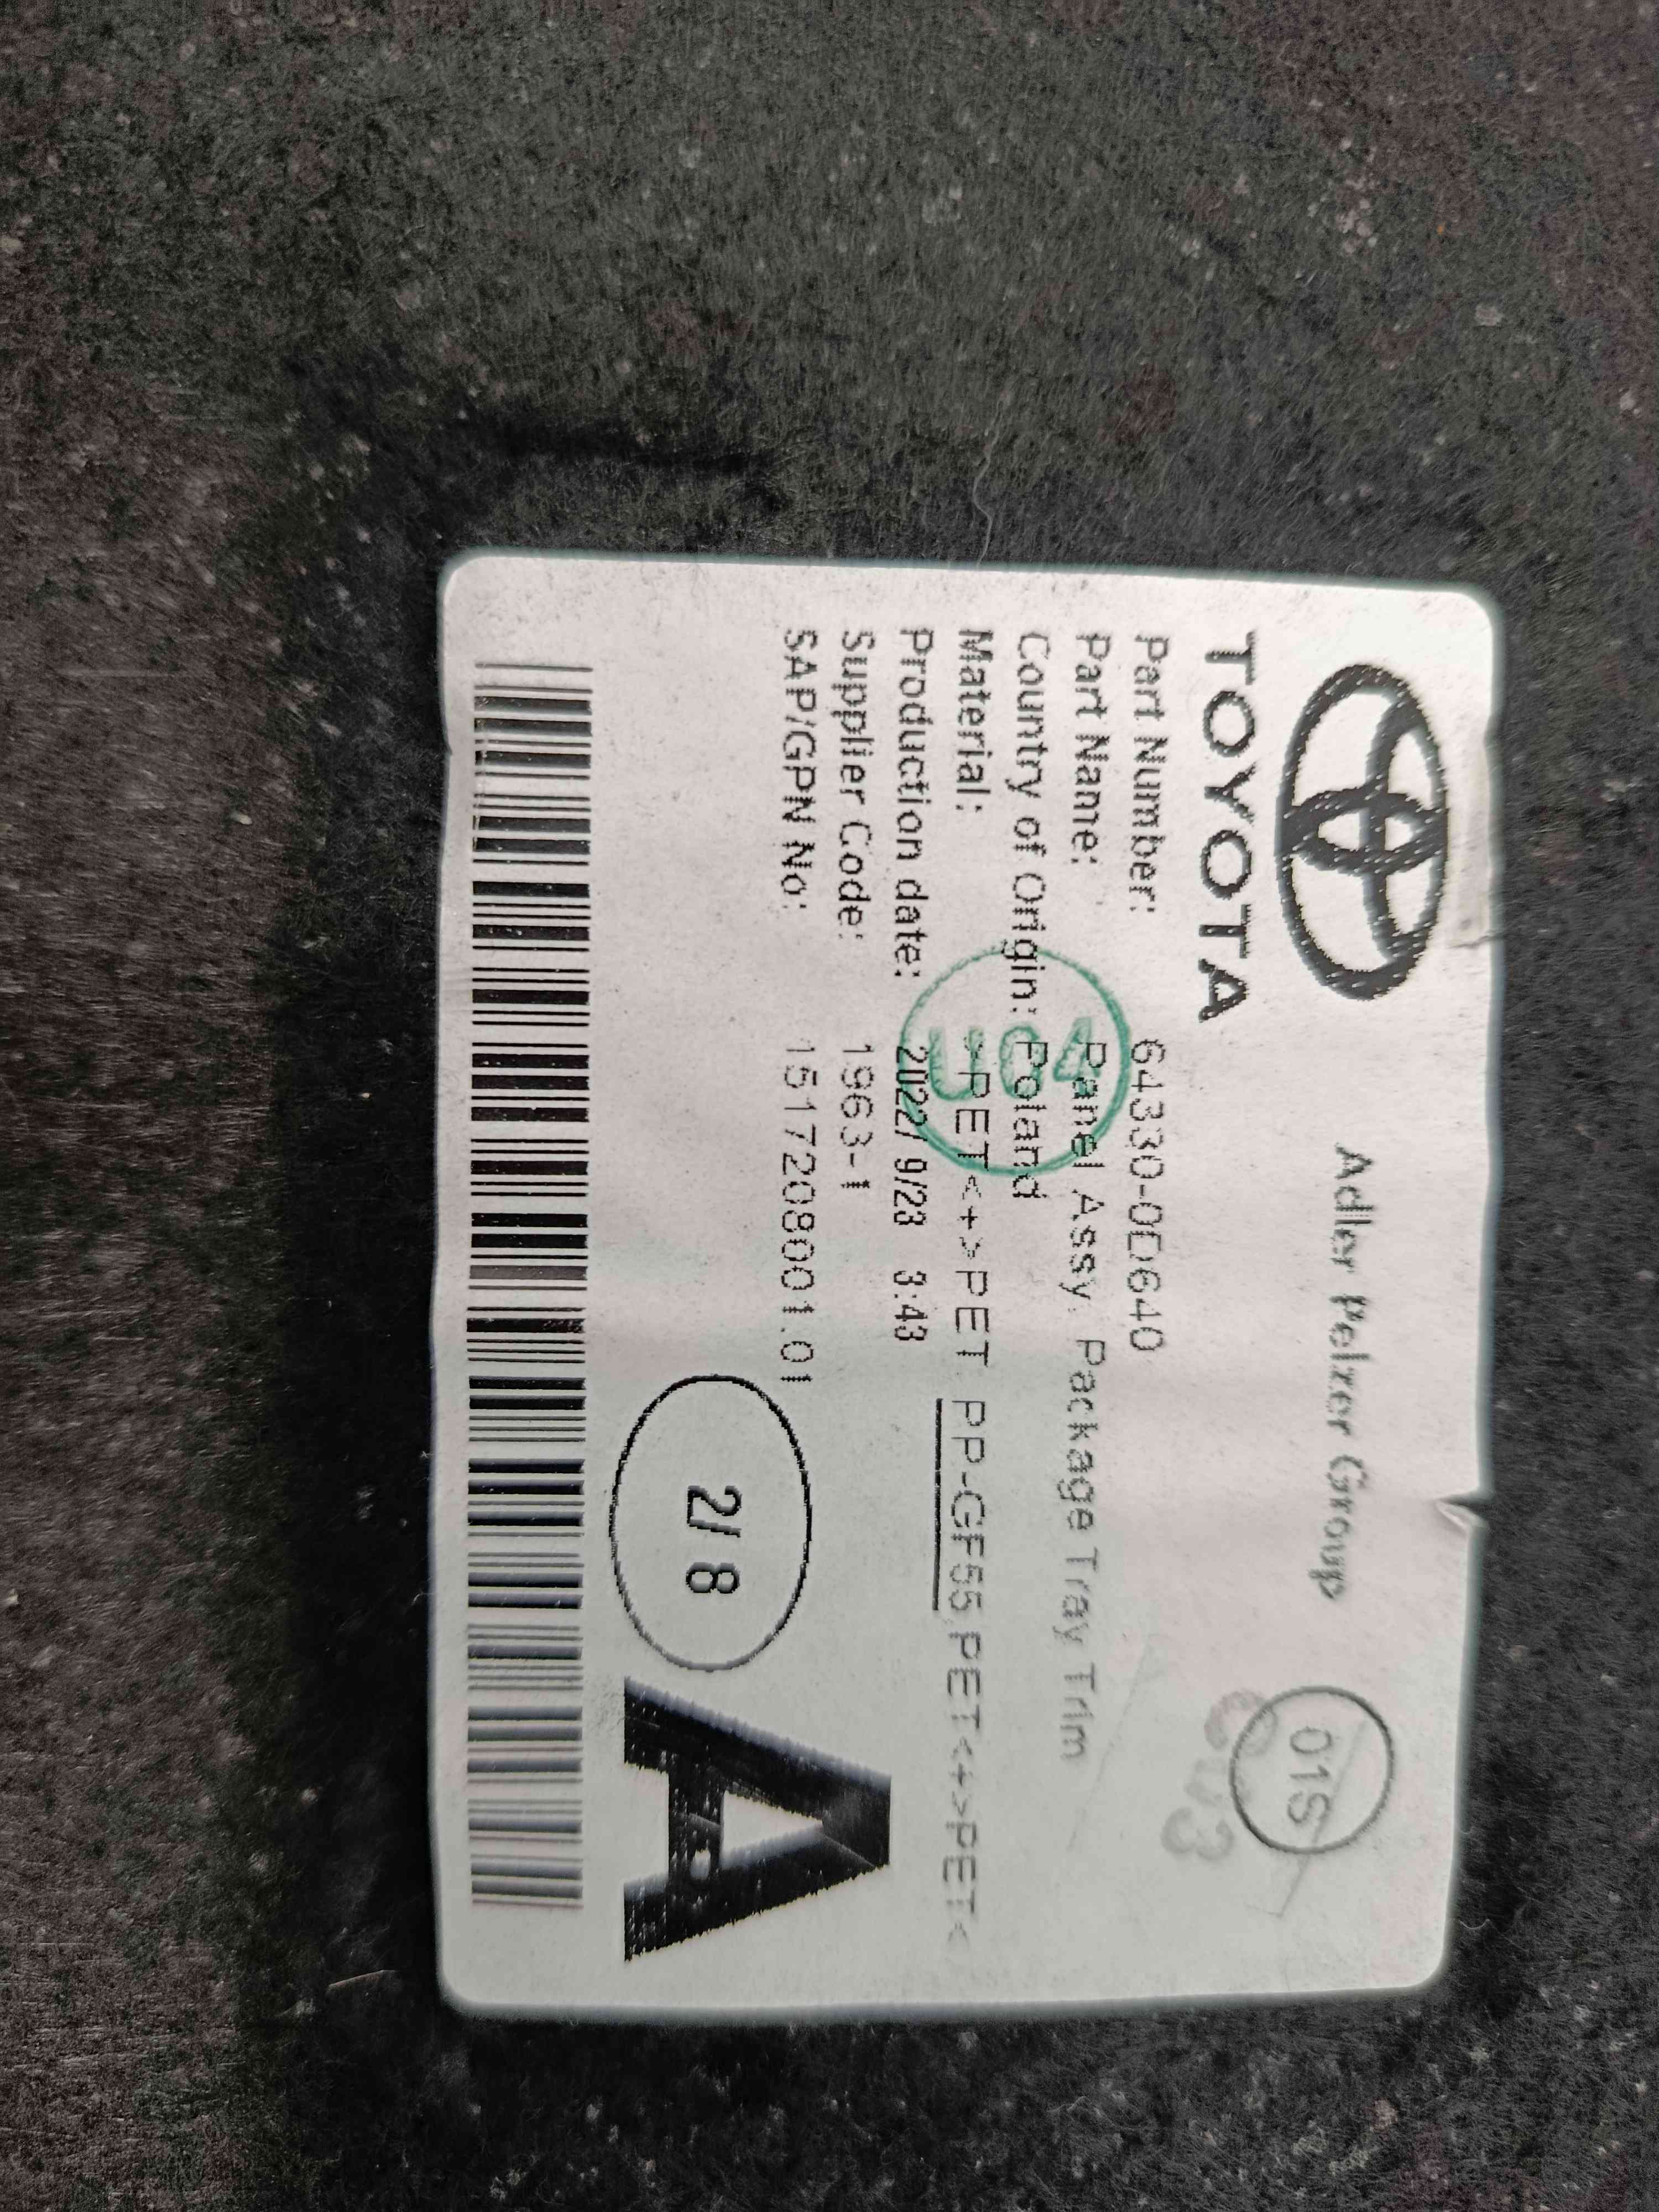 TOYOTA
Adler Pelzer Group
01S
Part Number: 64330-0D640
Part Name: Panel Assy, Package Tray Trim
Country of Origin: Poland
Material: >PET<+>PET PP-GF55,PET<+>PET<
Production date: 2022/ 9/23 3:43
Supplier Code: 1963-1
SAP/GPN No: 1517208001.01
2/ 8
A